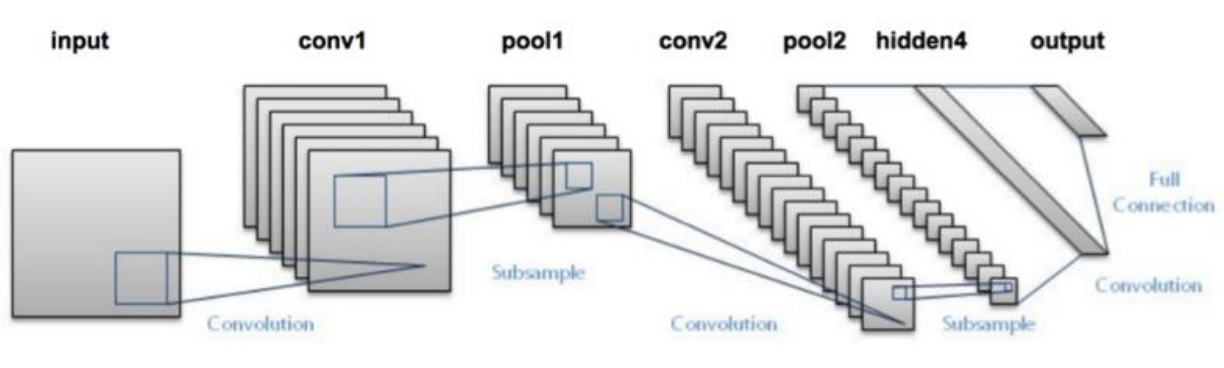 input conv1 pool1 conv2 pool2 hidden4 output
Full
Connection
Subsample
Convolution
Convolution
Convolution
Subsample